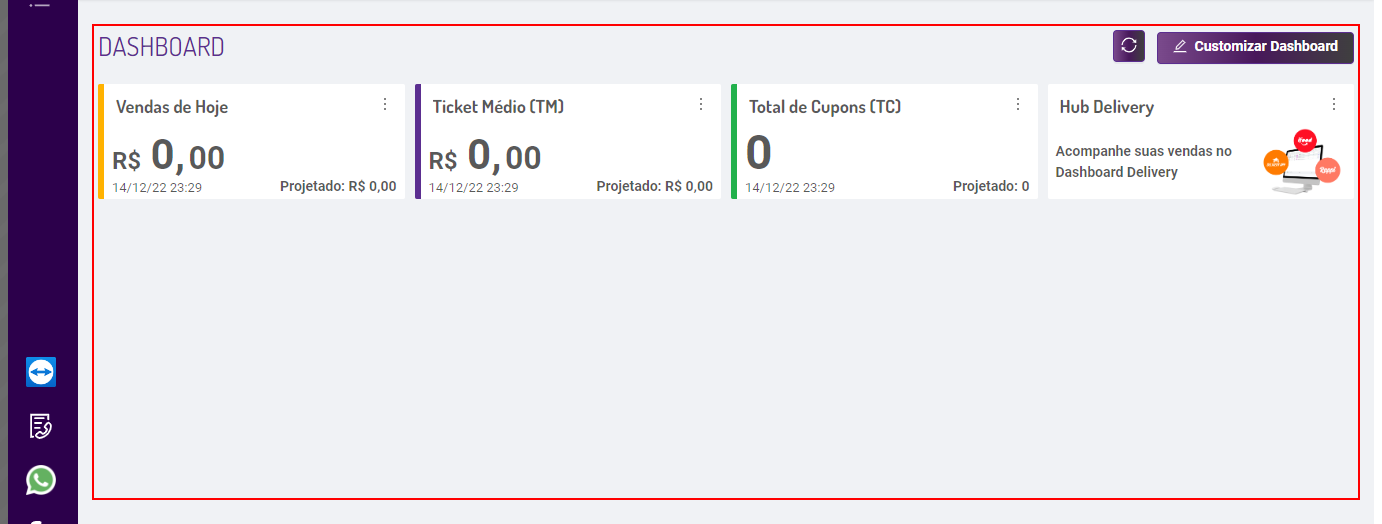 DASHBOARD
Customizar Dashboard
Vendas de Hoje
R$ 0,00
14/12/22 23:29
Projetado: R$ 0,00
Ticket Médio (TM)
R$ 0,00
14/12/22 23:29
Projetado: R$ 0,00
Total de Cupons (TC)
0
14/12/22 23:29
Projetado: 0
Hub Delivery
Acompanhe suas vendas no
Dashboard Delivery